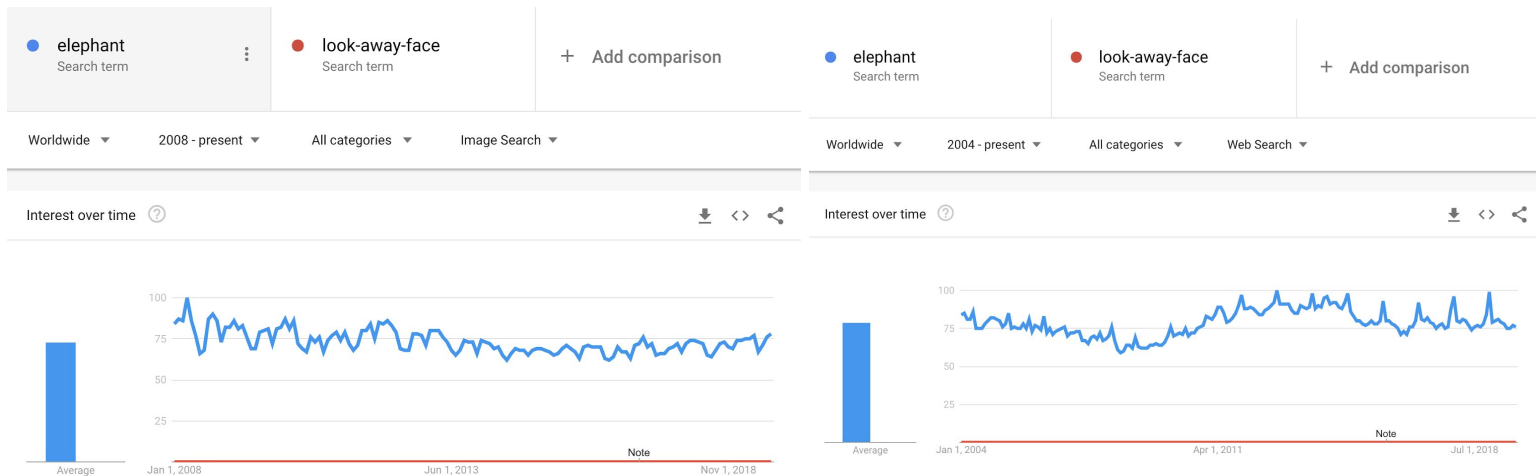 elephant
Search term
look-away-face
Search term
+ Add comparison
Worldwide
2008 - present
All categories
Image Search
Interest over time
?
100
75
50
25
Note
Average
Jan 1, 2008
Jun 1, 2013
Nov 1, 2018
elephant
Search term
look-away-face
Search term
+ Add comparison
Worldwide
2004 - present
All categories
Web Search
Interest over time
?
100
75
50
25
Note
Average
Jan 1, 2004
Apr 1, 2011
Jul 1, 2018